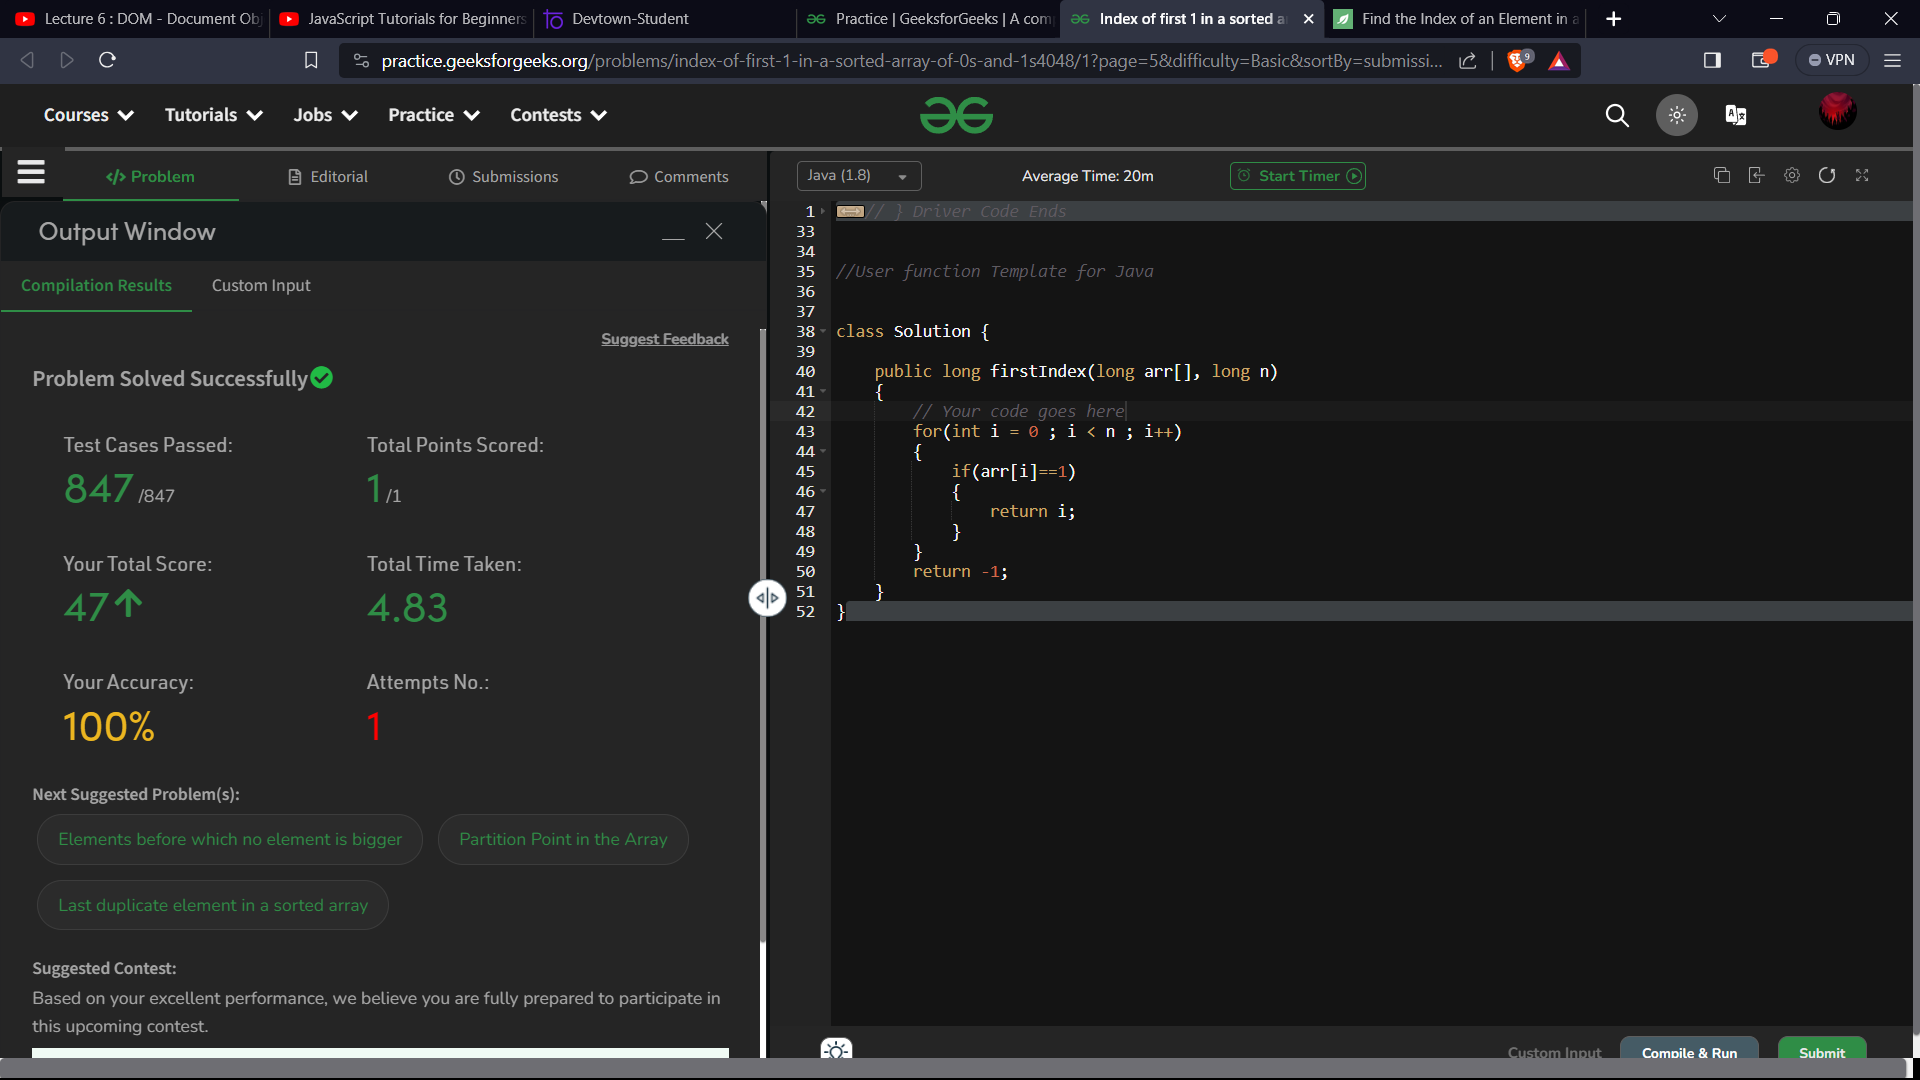 Lecture 6 : DOM - Document Obj
JavaScript Tutorials for Beginners
Devtown-Student
Practice | GeeksforGeeks | A com
Index of first 1 in a sorted a
Find the Index of an Element in a
practice.geeksforgeeks.org/problems/index-of-first-1-in-a-sorted-array-of-0s-and-1s4048/1?page=5&difficulty=Basic&sortBy=submissi...
9
VPN
Courses
Tutorials
Jobs
Practice
Contests
</> Problem
Editorial
Submissions
Comments
Output Window
Compilation Results
Custom Input
Suggest Feedback
Problem Solved Successfully
Test Cases Passed:
847 /847
Total Points Scored:
1 /1
Your Total Score:
47
Total Time Taken:
4.83
Your Accuracy:
100%
Attempts No.:
1
Next Suggested Problem(s):
Elements before which no element is bigger
Partition Point in the Array
Last duplicate element in a sorted array
Suggested Contest:
Based on your excellent performance, we believe you are fully prepared to participate in
this upcoming contest.
Java (1.8)
Average Time: 20m
Start Timer
1 // } Driver Code Ends
33
34
35 //User function Template for Java
36
37
38 class Solution {
39
40 public long firstIndex(long arr[], long n)
41 {
42 // Your code goes here
43 for(int i = 0 ; i < n ; i++)
44 {
45 if(arr[i]==1)
46 {
47 return i;
48 }
49 }
50 return -1;
51 }
52 }
Custom Input
Compile & Run
Submit